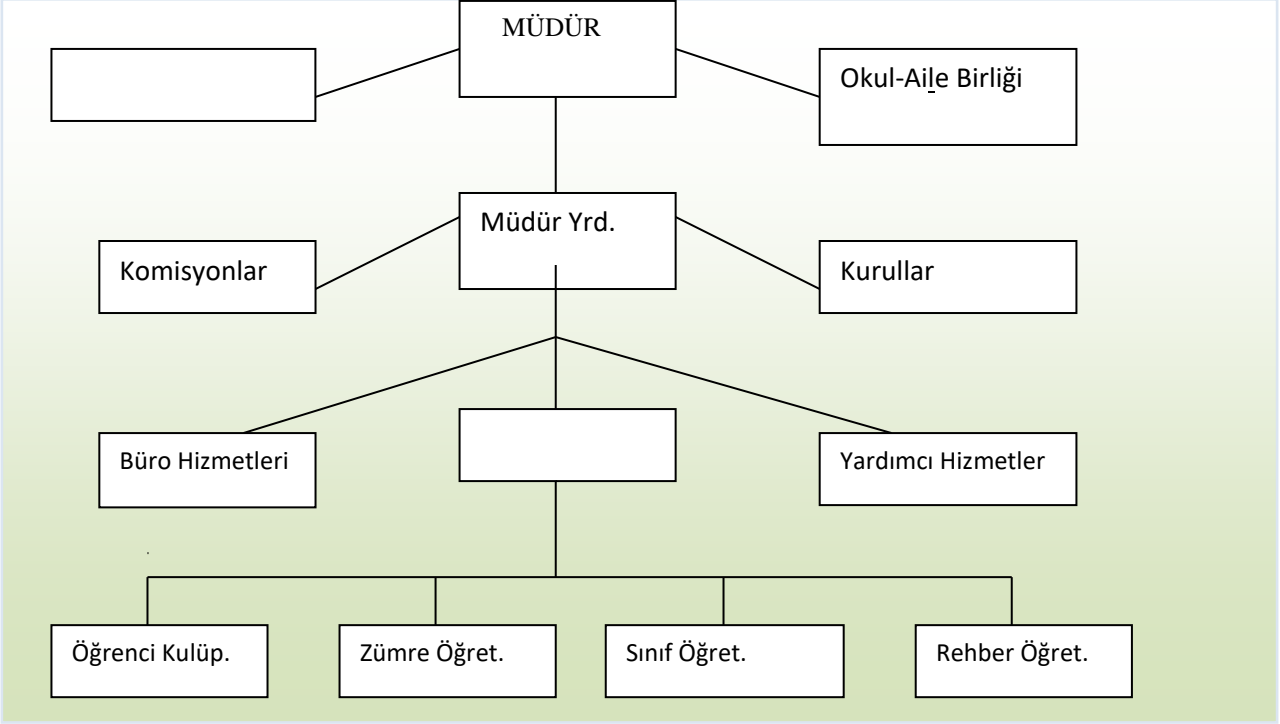 MÜDÜR
Okul-Aile Birliği
Müdür Yrd.
Komisyonlar
Kurullar
Büro Hizmetleri
Yardımcı Hizmetler
Öğrenci Kulüp.
Zümre Öğret.
Sınıf Öğret.
Rehber Öğret.